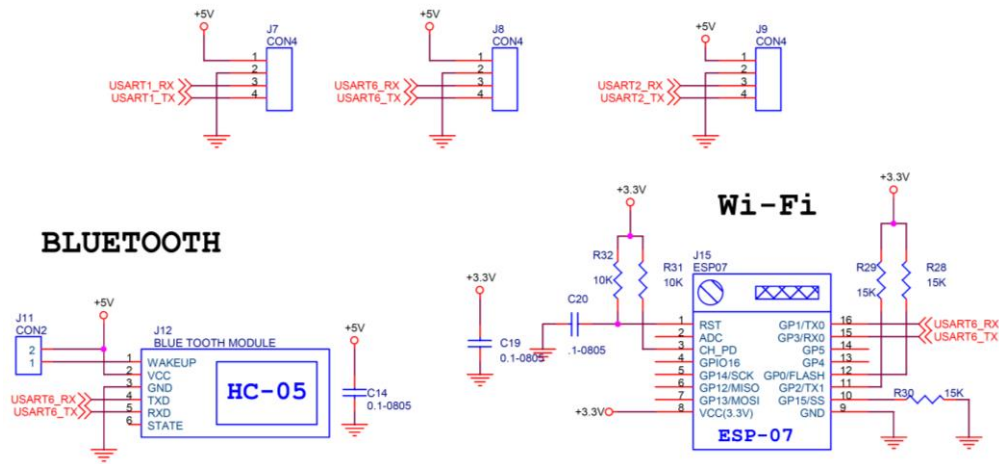 +5V
J7
CON4
1
2
USART1_RX 3
USART1_TX 4
+5V
J8
CON4
1
2
USART6_RX 3
USART6_TX 4
+5V
J9
CON4
1
2
USART2_RX 3
USART2_TX 4
BLUETOOTH
J11
CON2
2
1
+5V
J12
BLUE TOOTH MODULE
1 WAKEUP
2 VCC
3 GND
USART6_RX 4 TXD
USART6_TX 5 RXD
6 STATE
HC-05
+5V
C14
0.1-0805
Wi-Fi
+3.3V
C19
0.1-0805
C20
.1-0805
+3.3V
R32
10K
R31
10K
J15
ESP07
1 RST
2 ADC
3 CH_PD
4 GPIO16
5 GP14/SCK
6 GP12/MISO
7 GP13/MOSI
+3.3V 8 VCC(3.3V)
GP1/TX0 16 USART6_RX
GP3/RX0 15 USART6_TX
GP5 14
GP4 13
GP0/FLASH 12
GP2/TX1 11
GP15/SS 10
GND 9
ESP-07
+3.3V
R29
15K
R28
15K
R30 15K